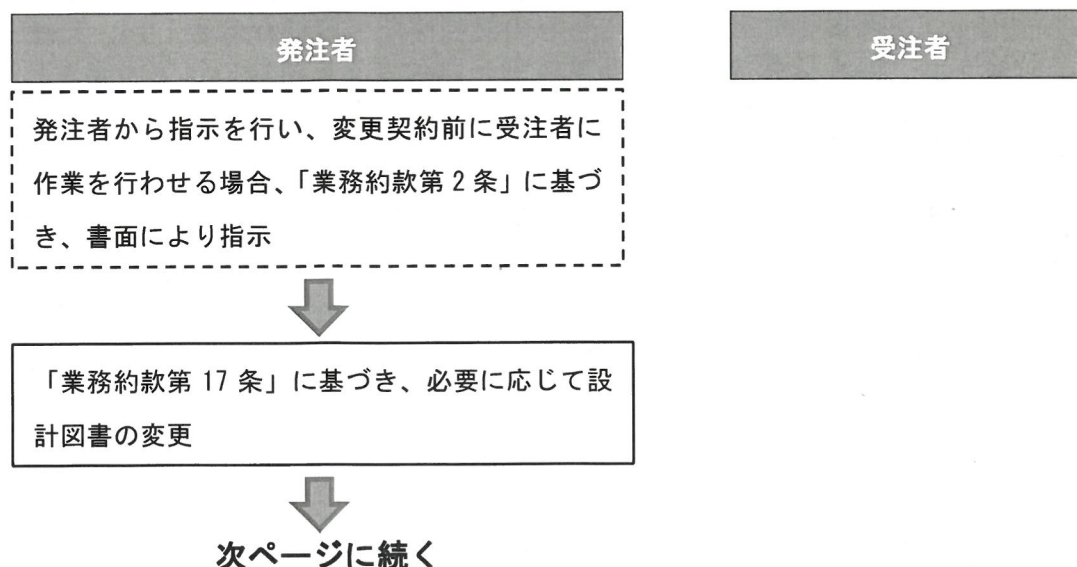 発注者
受注者
発注者から指示を行い、変更契約前に受注者に
作業を行わせる場合、「業務約款第２条」に基づ
き、書面により指示
「業務約款第 17 条」に基づき、必要に応じて設
計図書の変更
次ページに続く